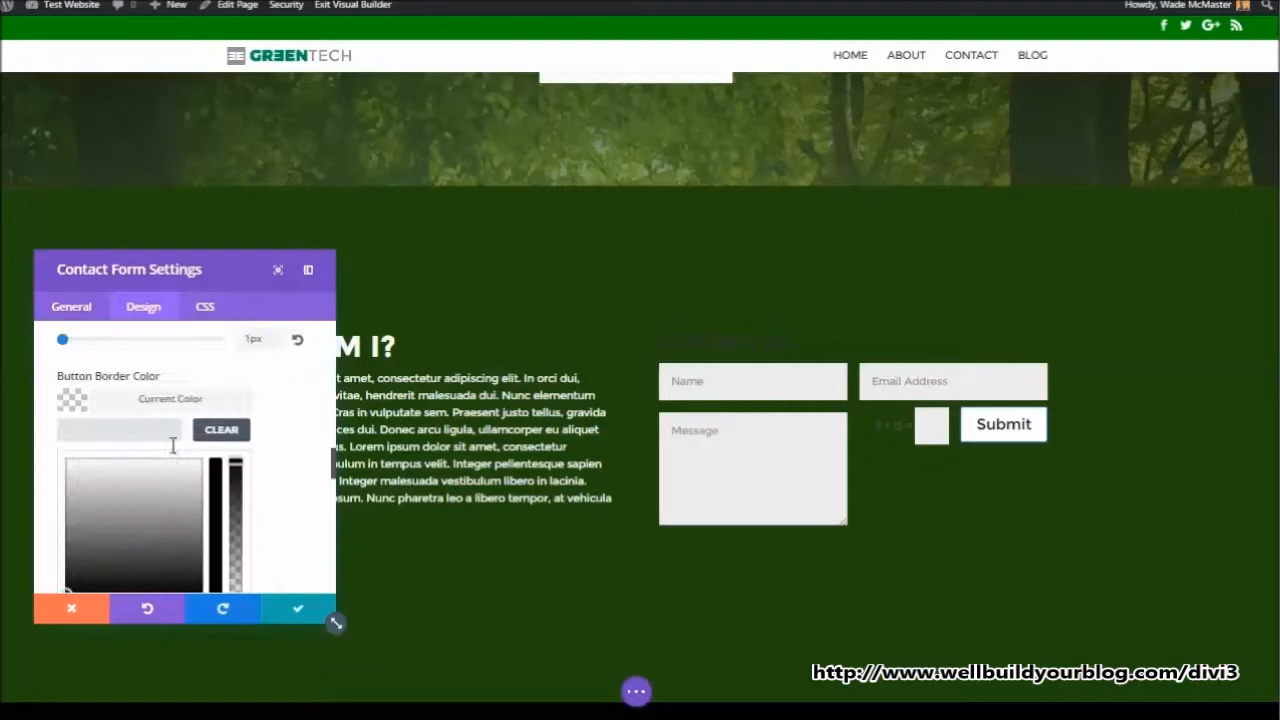 Test Website 0 New Edit Page Security Exit Visual Builder Howdy, Wade McMaster
GREENTECH HOME ABOUT CONTACT BLOG
Contact Form Settings
General Design CSS
1px
Button Border Color
Current Color
CLEAR
M I?
t amet, consectetur adipiscing elit. In orci dui,
vitae, hendrerit malesuada dui. Nunc elementum
Cras in vulputate sem. Praesent justo tellus, gravida
ces dui. Donec arcu ligula, ullamcorper eu aliquet
us. Lorem ipsum dolor sit amet, consectetur
ibulum in tempus velit. Integer pellentesque sapien
Integer malesuada vestibulum libero in lacinia.
psum. Nunc pharetra leo a libero tempor, at vehicula
Name Email Address
Message
Submit
http://www.wellbuildyourblog.com/divi3